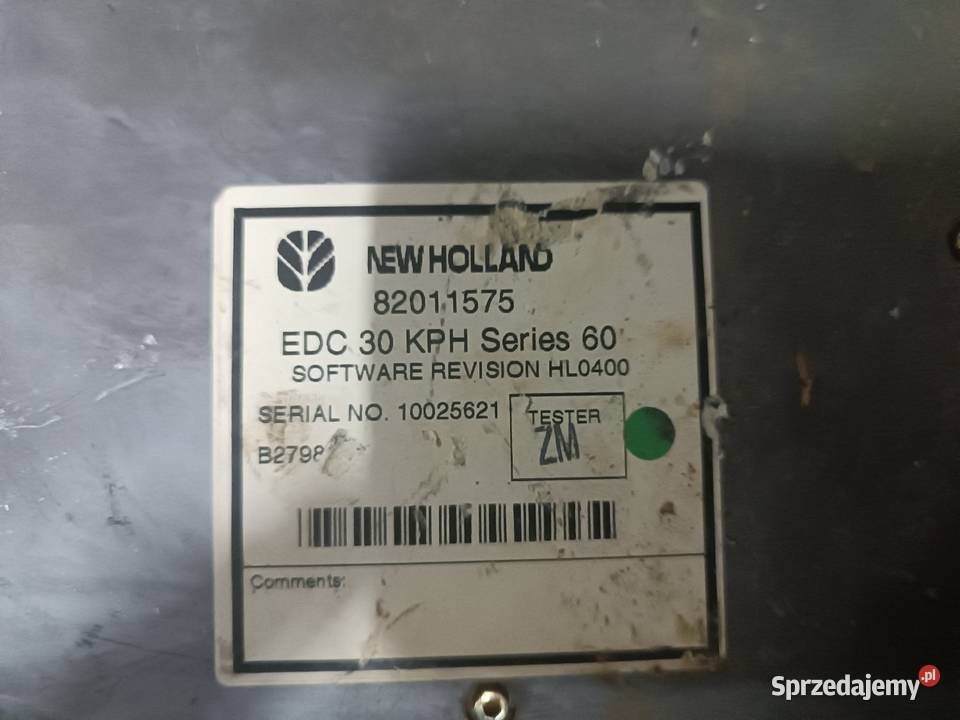 NEW HOLLAND
82011575
EDC 30 KPH Series 60
SOFTWARE REVISION HL0400
SERIAL NO. 10025621
TESTER
ZM
Comments:
Sprzedajemy.pl